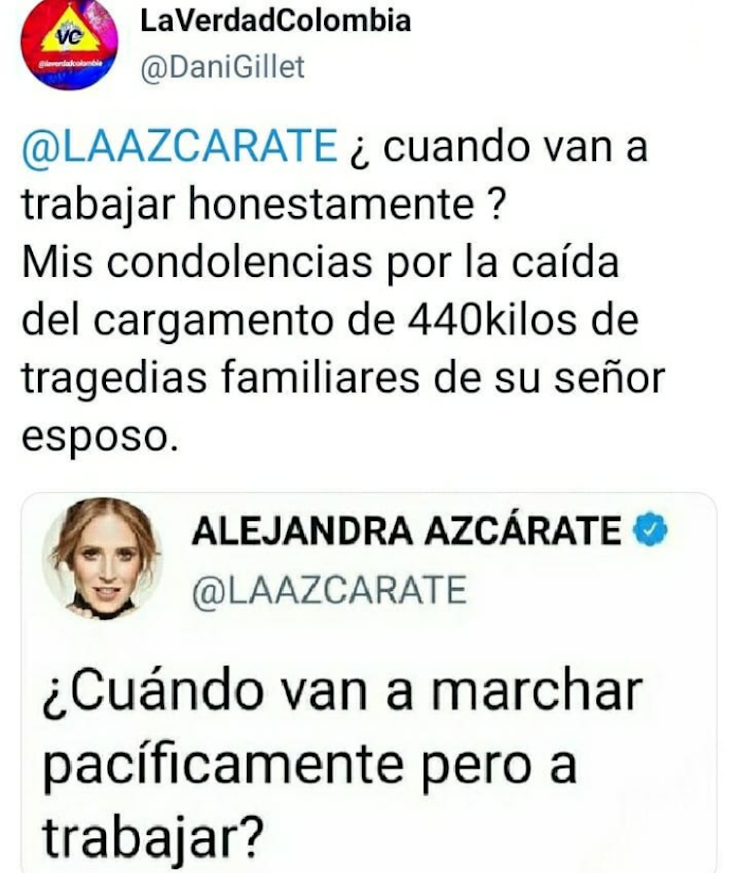 LaVerdadColombia
VC
@laverdadcolombia
@DaniGillet
@LAAZCARATE ¿ cuando van a
trabajar honestamente ?
Mis condolencias por la caída
del cargamento de 440kilos de
tragedias familiares de su señor
esposo.
ALEJANDRA AZCÁRATE
@LAAZCARATE
¿Cuándo van a marchar
pacíficamente pero a
trabajar?